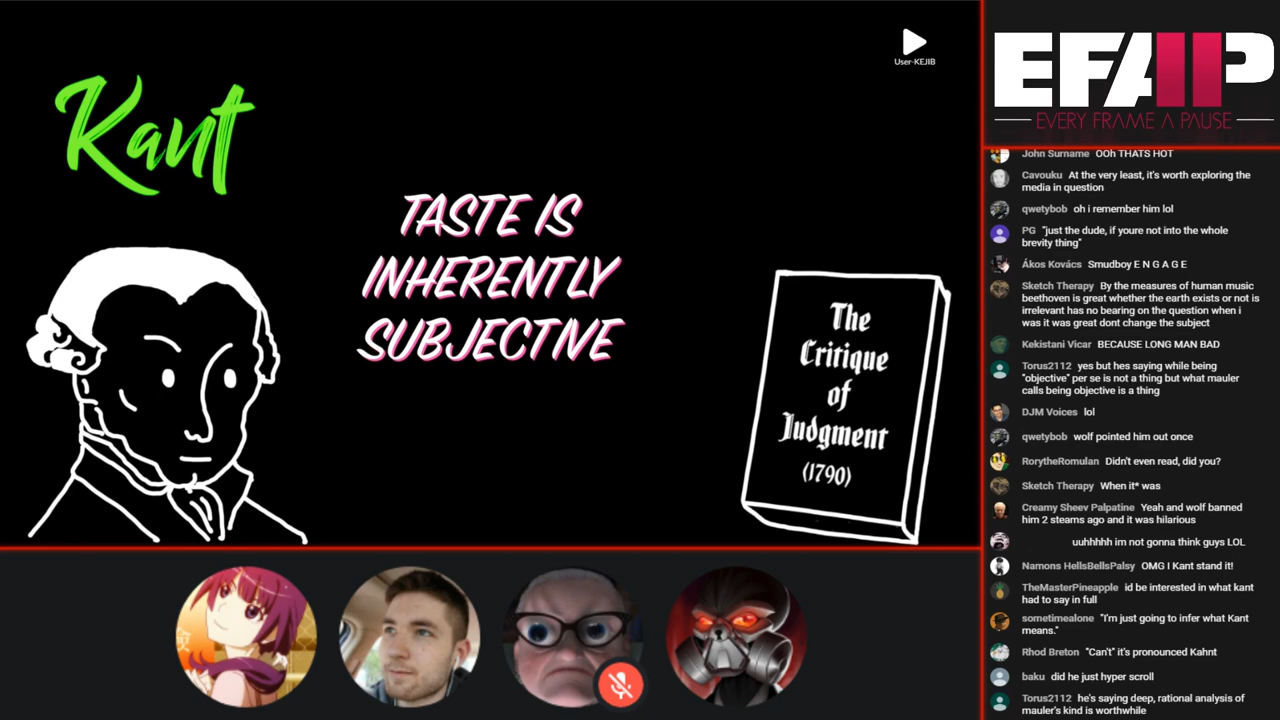 Kant
User-KEJIB
TASTE IS
INHERENTLY
SUBJECTIVE
The
Critique
of
Judgment
(1790)
EFAP
EVERY FRAME A PAUSE
John Surname OOh THATS HOT
Cavouku At the very least, it's worth exploring the
media in question
qwetybob oh i remember him lol
PG "just the dude, if youre not into the whole
brevity thing"
Ákos Kovács Smudboy E N G A G E
Sketch Therapy By the measures of human music
beethoven is great whether the earth exists or not is
irrelevant has no bearing on the question when i
was it was great dont change the subject
Kekistani Vicar BECAUSE LONG MAN BAD
Torus2112 yes but hes saying while being
"objective" per se is not a thing but what mauler
calls being objective is a thing
DJM Voices lol
qwetybob wolf pointed him out once
RorytheRomulan Didn't even read, did you?
Sketch Therapy When it* was
Creamy Sheev Palpatine Yeah and wolf banned
him 2 steams ago and it was hilarious
uuhhhhh im not gonna think guys LOL
Namons HellsBellsPalsy OMG I Kant stand it!
TheMasterPineapple id be interested in what kant
had to say in full
sometimealone "I'm just going to infer what Kant
means."
Rhod Breton "Can't" it's pronounced Kahnt
baku did he just hyper scroll
Torus2112 he's saying deep, rational analysis of
mauler's kind is worthwhile